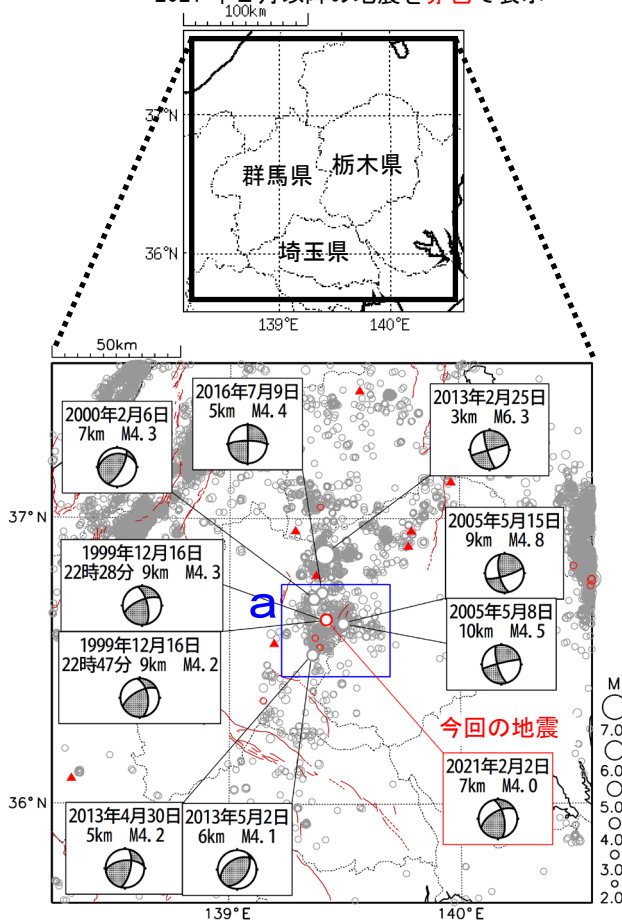 100km
37°N
36°N
群馬県
栃木県
埼玉県
139°E
140°E
50km
2000年2月6日
7km M4.3
2016年7月9日
5km M4.4
2013年2月25日
3km M6.3
37°N
1999年12月16日
22時28分 9km M4.3
2005年5月15日
9km M4.8
a
1999年12月16日
22時47分 9km M4.2
2005年5月8日
10km M4.5
今回の地震
2021年2月2日
7km M4.0
36°N
2013年4月30日
5km M4.2
2013年5月2日
6km M4.1
M
7.0
6.0
5.0
4.0
3.0
2.0
139°E
140°E